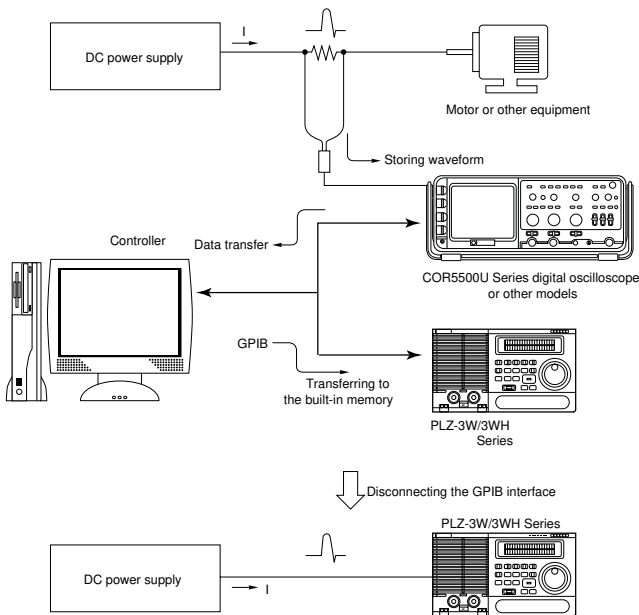 I
DC power supply
Motor or other equipment
Storing waveform
Controller
Data transfer
COR5500U Series digital oscilloscope
or other models
GPIB
Transferring to
the built-in memory
PLZ-3W/3WH
Series
Disconnecting the GPIB interface
PLZ-3W/3WH Series
DC power supply
I